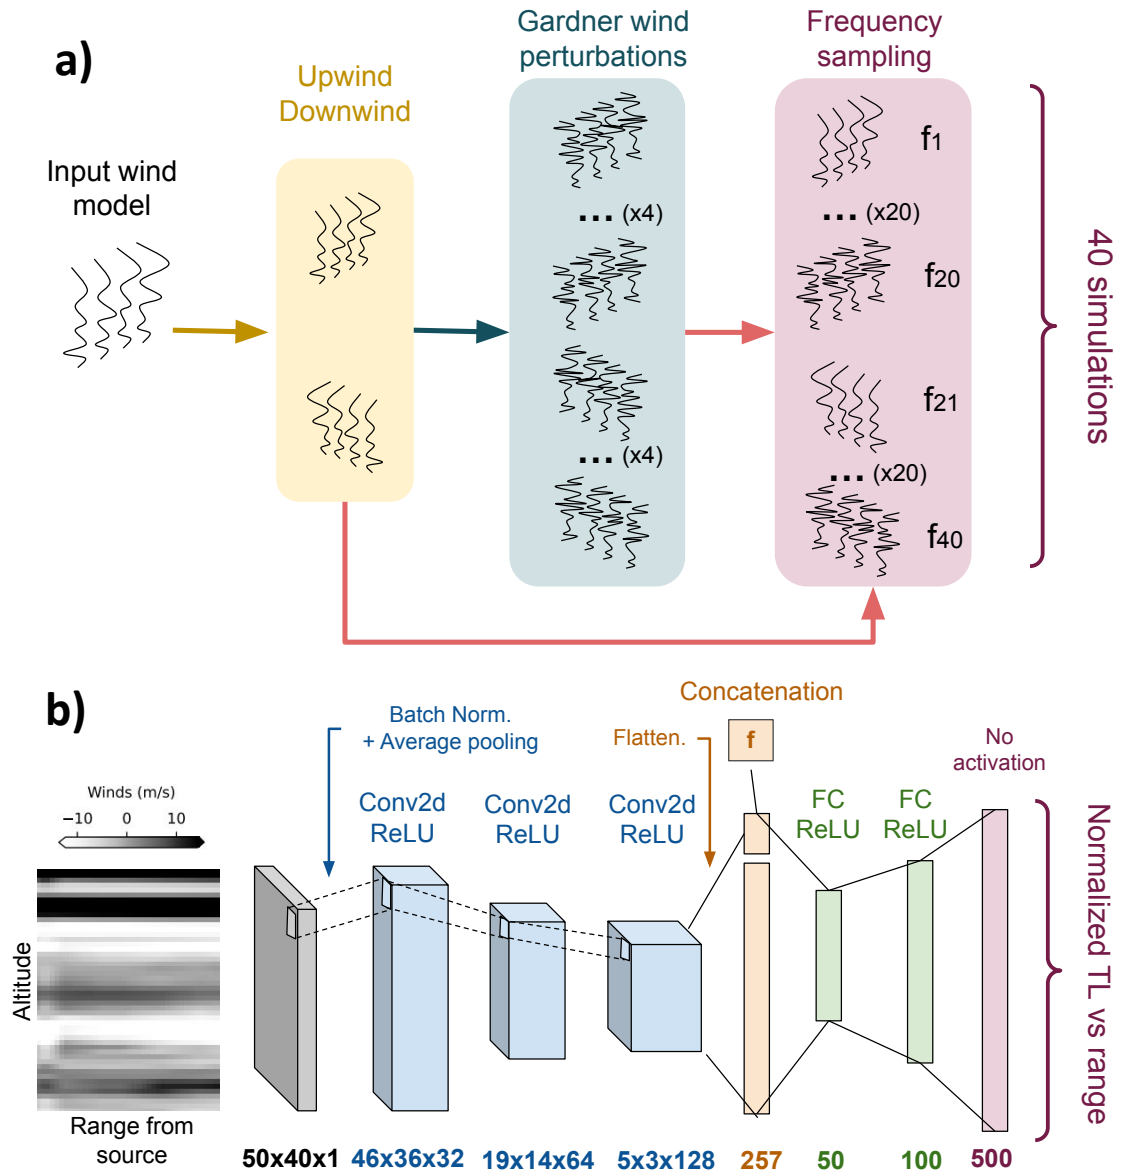 a)
Input wind
model
Upwind
Downwind
Gardner wind
perturbations
... (x4)
... (x4)
Frequency
sampling
f1
... (x20)
f20
f21
... (x20)
f40
40 simulations
b)
Winds (m/s)
−10 0 10
Altitude
Range from
source
Batch Norm.
+ Average pooling
Conv2d
ReLU
Conv2d
ReLU
Conv2d
ReLU
Flatten.
Concatenation
f
FC
ReLU
FC
ReLU
No
activation
Normalized TL vs range
50x40x1 46x36x32 19x14x64 5x3x128 257 50 100 500